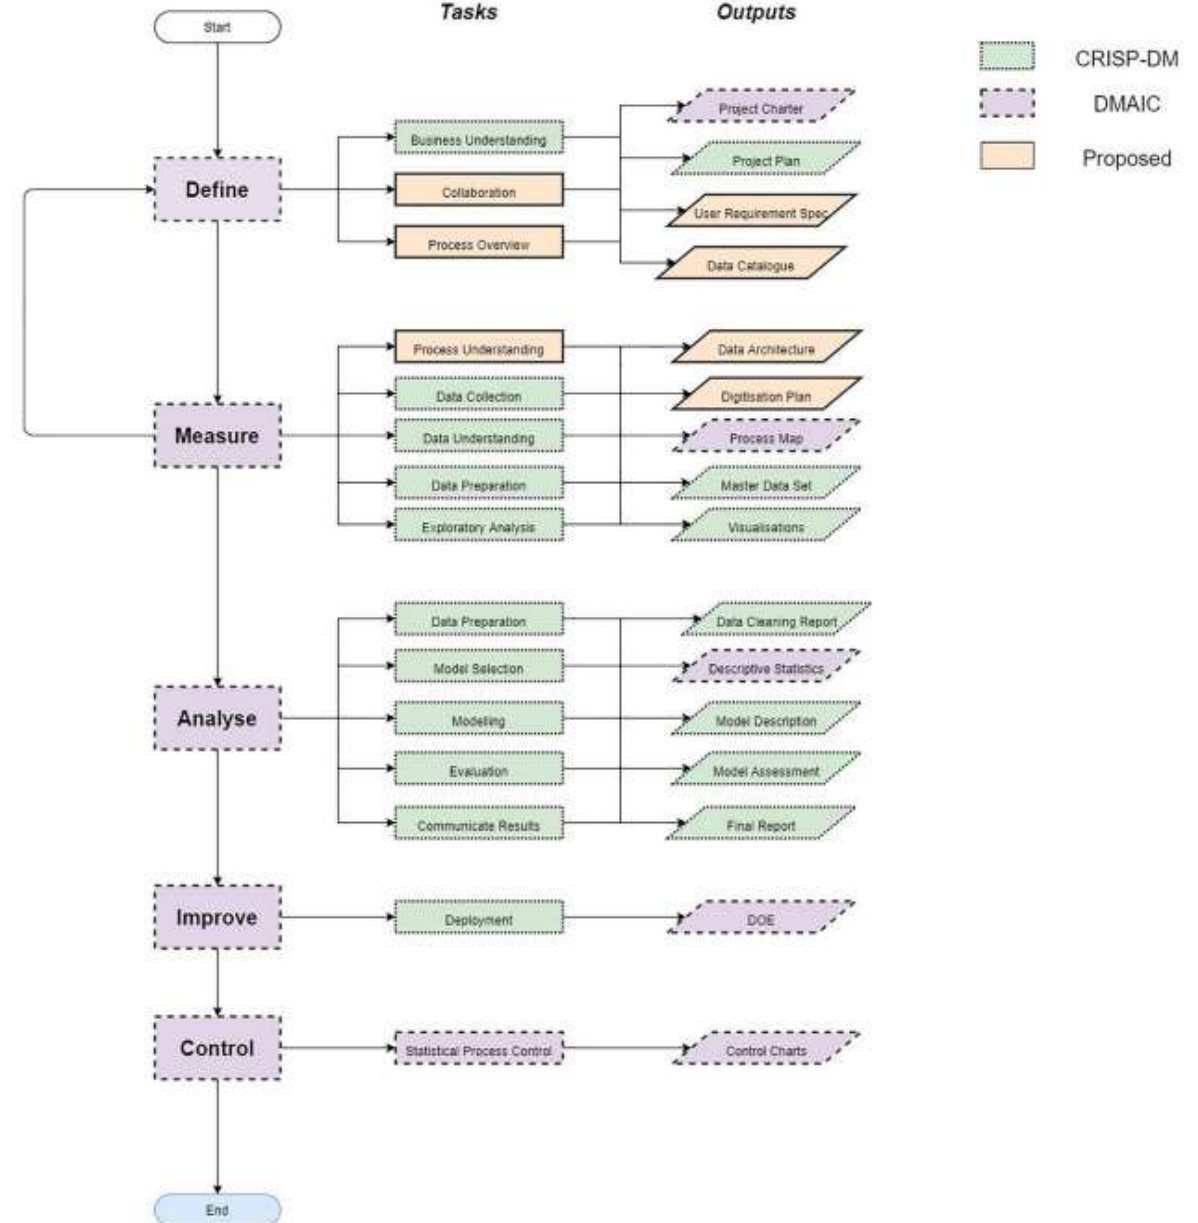 Tasks
Outputs
Start
CRISP-DM
DMAIC
Proposed
Define
Business Understanding
Collaboration
Process Overview
Project Charter
Project Plan
User Requirement Spec
Data Catalogue
Measure
Process Understanding
Data Collection
Data Understanding
Data Preparation
Exploratory Analysis
Data Architecture
Digitisation Plan
Process Map
Master Data Set
Visualisations
Analyse
Data Preparation
Model Selection
Modelling
Evaluation
Communicate Results
Data Cleaning Report
Descriptive Statistics
Model Description
Model Assessment
Final Report
Improve
Deployment
DOE
Control
Statistical Process Control
Control Charts
End